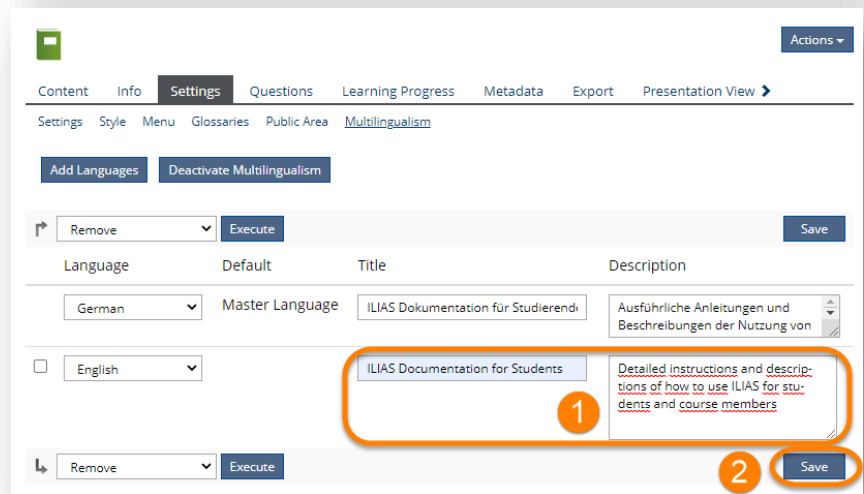 Actions
Content Info Settings Questions Learning Progress Metadata Export Presentation View
Settings Style Menu Glossaries Public Area Multilingualism
Add Languages Deactivate Multilingualism
Remove Execute Save
Language Default Title Description
German Master Language ILIAS Dokumentation für Studierend Ausführliche Anleitungen und
Beschreibungen der Nutzung von
English ILIAS Documentation for Students Detailed instructions and descrip-
tions of how to use ILIAS for stu-
dents and course members
1
Remove Execute 2 Save